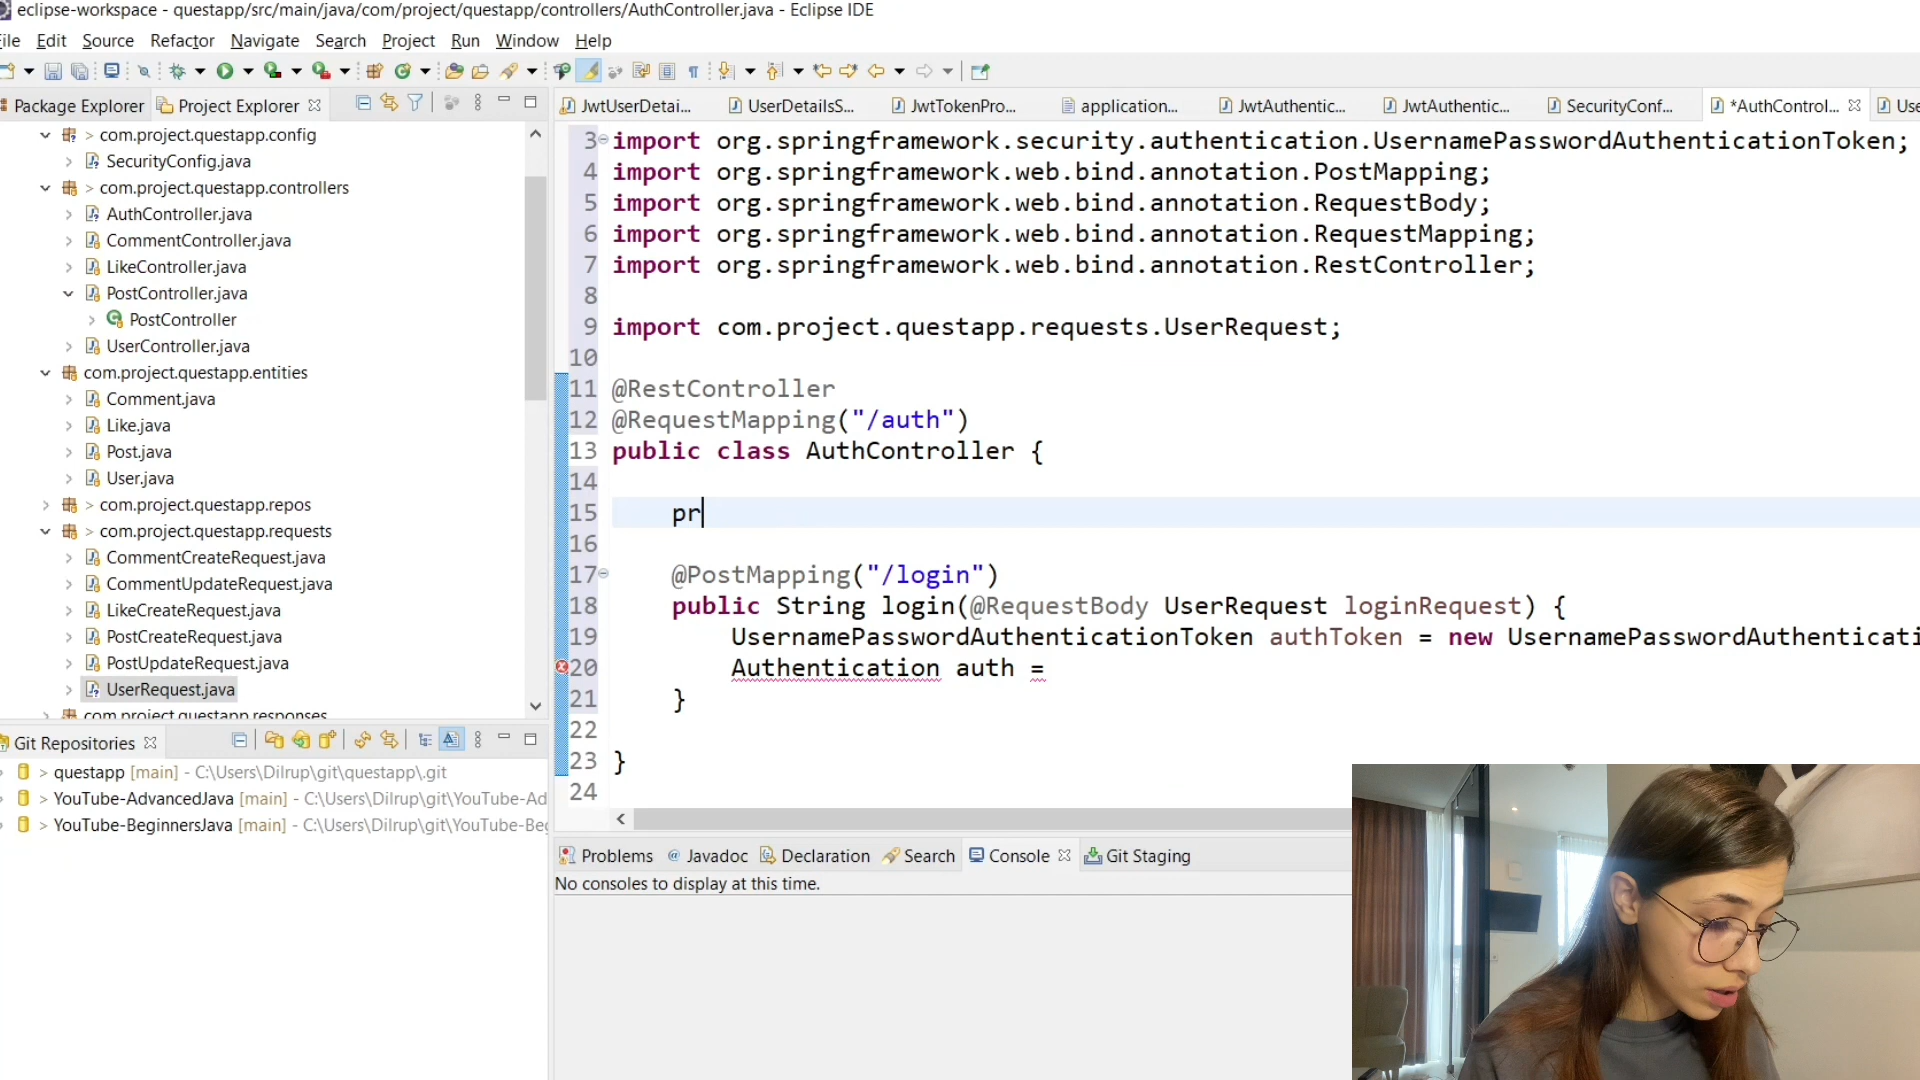 eclipse-workspace - questapp/src/main/java/com/project/questapp/controllers/AuthController.java - Eclipse IDE
Edit Source Refactor Navigate Search Project Run Window Help
Package Explorer Project Explorer
JwtUserDetai... UserDetailsS... JwtTokenPro... application... JwtAuthentic... JwtAuthentic... SecurityConf... *AuthControl...
> com.project.questapp.config
SecurityConfig.java
> com.project.questapp.controllers
AuthController.java
CommentController.java
LikeController.java
PostController.java
PostController
UserController.java
com.project.questapp.entities
Comment.java
Like.java
Post.java
User.java
> com.project.questapp.repos
> com.project.questapp.requests
CommentCreateRequest.java
CommentUpdateRequest.java
LikeCreateRequest.java
PostCreateRequest.java
PostUpdateRequest.java
UserRequest.java
com.project.questapp.responses
3 import org.springframework.security.authentication.UsernamePasswordAuthenticationToken;
4 import org.springframework.web.bind.annotation.PostMapping;
5 import org.springframework.web.bind.annotation.RequestBody;
6 import org.springframework.web.bind.annotation.RequestMapping;
7 import org.springframework.web.bind.annotation.RestController;
8
9 import com.project.questapp.requests.UserRequest;
10
11 @RestController
12 @RequestMapping("/auth")
13 public class AuthController {
14
15 pr
16
17 @PostMapping("/login")
18 public String login(@RequestBody UserRequest loginRequest) {
19 UsernamePasswordAuthenticationToken authToken = new UsernamePasswordAuthenticati
20 Authentication auth =
21 }
22
23 }
24
Git Repositories
> questapp [main] - C:\Users\Dilrup\git\questapp\.git
> YouTube-AdvancedJava [main] - C:\Users\Dilrup\git\YouTube-Ad
> YouTube-BeginnersJava [main] - C:\Users\Dilrup\git\YouTube-Be
Problems Javadoc Declaration Search Console Git Staging
No consoles to display at this time.